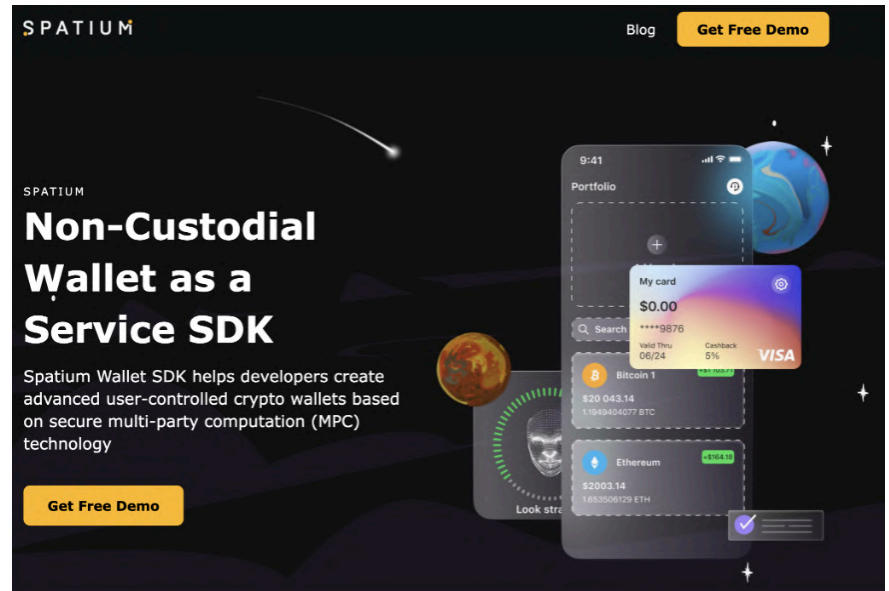 SPATIUM
Blog
Get Free Demo
SPATIUM
Non-Custodial
Wallet as a
Service SDK
Spatium Wallet SDK helps developers create
advanced user-controlled crypto wallets based
on secure multi-party computation (MPC)
technology
Get Free Demo
9:41
Portfolio
My card
$0.00
****9876
Valid Thru
Cashback
06/24
5%
VISA
Search
Bitcoin 1
$20 043.14
1.1949404077 BTC
Ethereum
+$164.18
$2003.14
1.653506129 ETH
Look